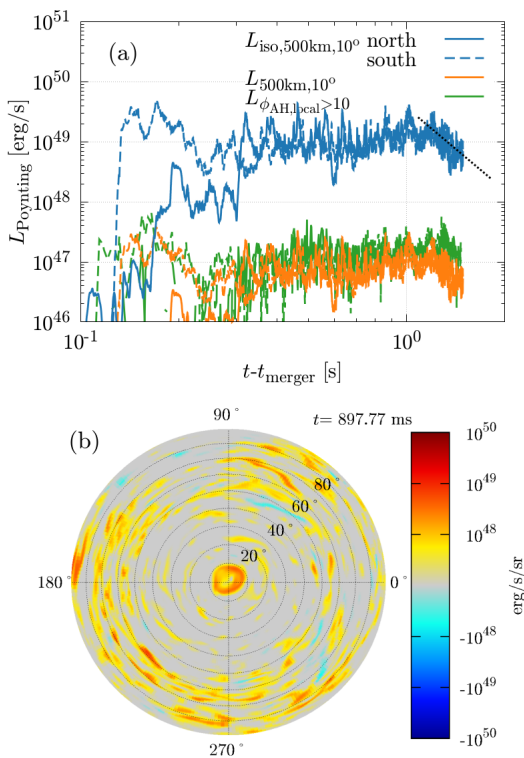 10^51
(a)
L_iso,500km,10° north
south
10^50
L_500km,10°
L_ϕ_AH,local>10
10^49
10^48
10^47
10^46
L_Poynting [erg/s]
10^-1
10^0
t-t_merger [s]
90°
(b)
t= 897.77 ms
10^50
80°
10^49
60°
40°
10^48
20°
180°
0°
erg/s/sr
-10^48
-10^49
-10^50
270°